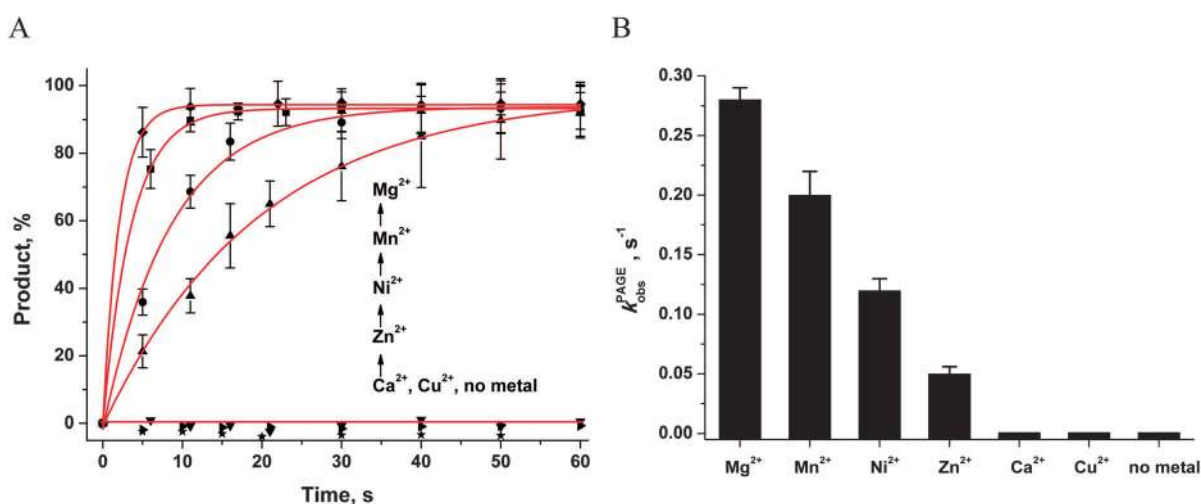 A
Product, %
100
80
60
40
20
0
0 10 20 30 40 50 60
Time, s
Mg²⁺
Mn²⁺
Ni²⁺
Zn²⁺
Ca²⁺, Cu²⁺, no metal
B
k_obs^PAGE, s⁻¹
0.30
0.25
0.20
0.15
0.10
0.05
0.00
Mg²⁺ Mn²⁺ Ni²⁺ Zn²⁺ Ca²⁺ Cu²⁺ no metal